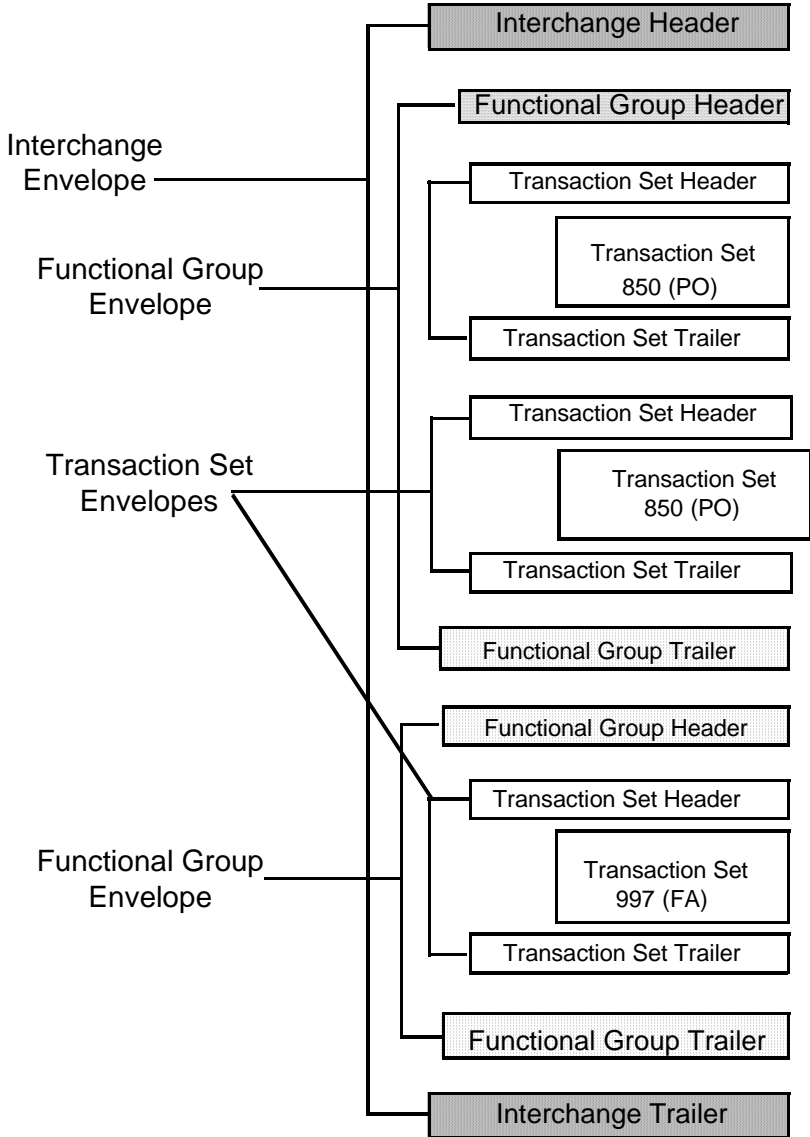 Interchange Header
Functional Group Header
Interchange
Envelope
Transaction Set Header
Transaction Set
850 (PO)
Functional Group
Envelope
Transaction Set Trailer
Transaction Set Header
Transaction Set
Envelopes
Transaction Set
850 (PO)
Transaction Set Trailer
Functional Group Trailer
Functional Group Header
Transaction Set Header
Functional Group
Envelope
Transaction Set
997 (FA)
Transaction Set Trailer
Functional Group Trailer
Interchange Trailer